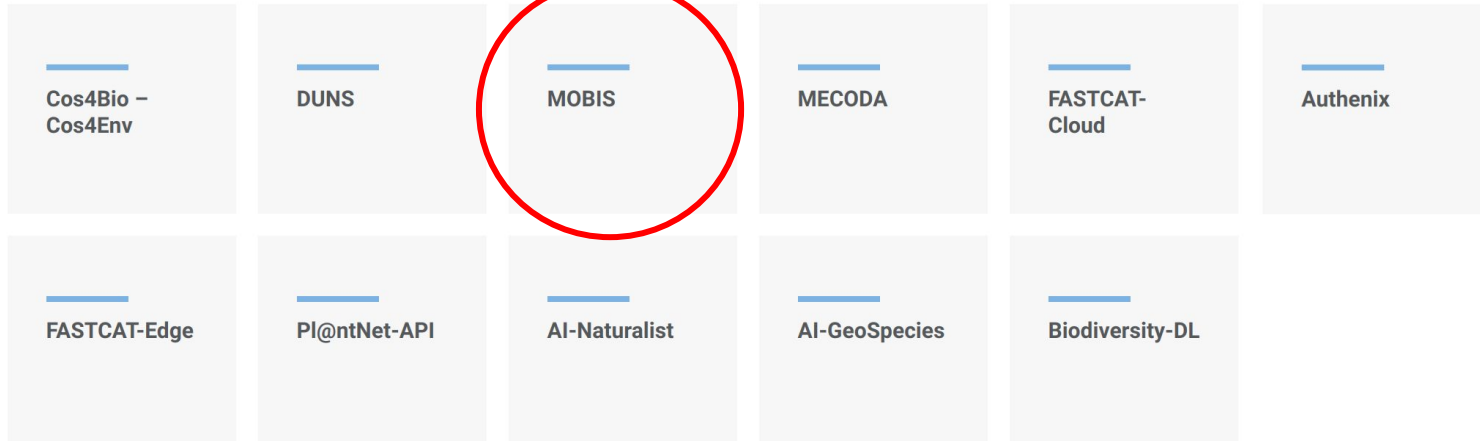 Cos4Bio –
Cos4Env
DUNS
MOBIS
MECODA
FASTCAT-
Cloud
Authenix
FASTCAT-Edge
Pl@ntNet-API
AI-Naturalist
AI-GeoSpecies
Biodiversity-DL